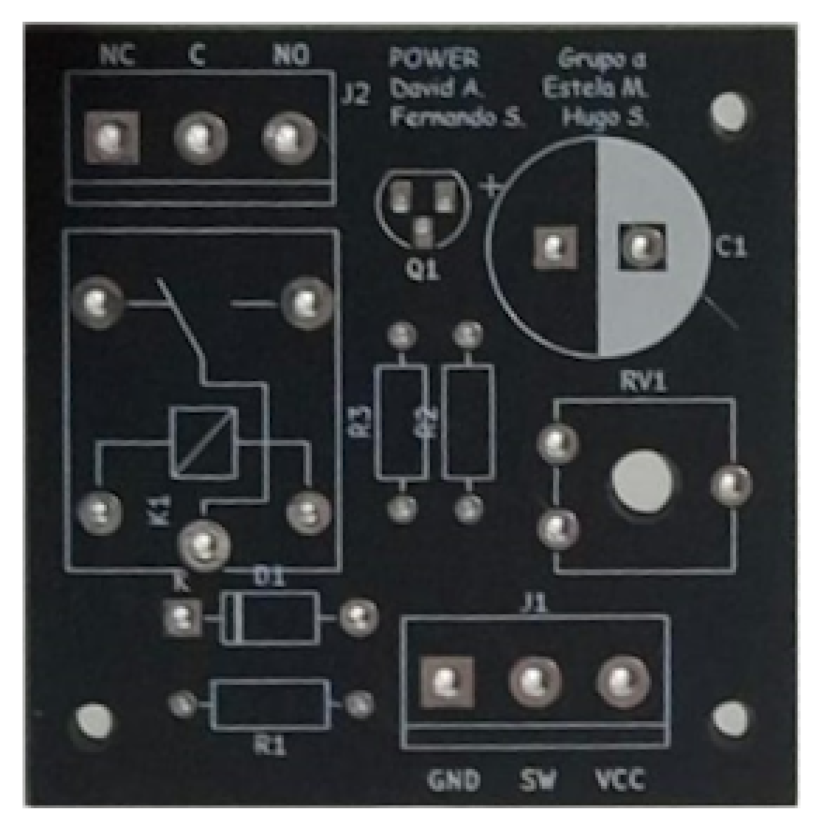 NC C NO
J2
POWER
David A.
Fernando S.
Grupo a
Estela M.
Hugo S.
+
C1
Q1
R3
R2
RV1
K1
K
D1
J1
R1
GND SW VCC